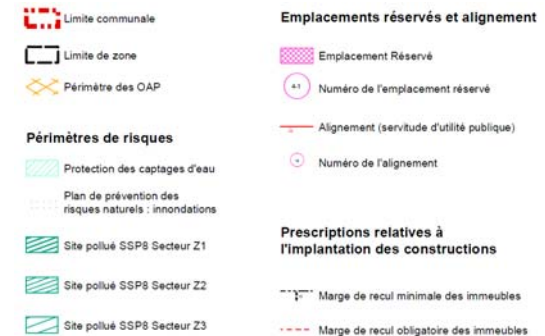 Limite communale
Limite de zone
Périmètre des OAP
Périmètres de risques
Protection des captages d'eau
Plan de prévention des
risques naturels : innondations
Site pollué SSP8 Secteur Z1
Site pollué SSP8 Secteur Z2
Site pollué SSP8 Secteur Z3
Emplacements réservés et alignement
Emplacement Réservé
Numéro de l'emplacement réservé
Alignement (servitude d'utilité publique)
Numéro de l'alignement
Prescriptions relatives à
l'implantation des constructions
Marge de recul minimale des immeubles
Marge de recul obligatoire des immeubles